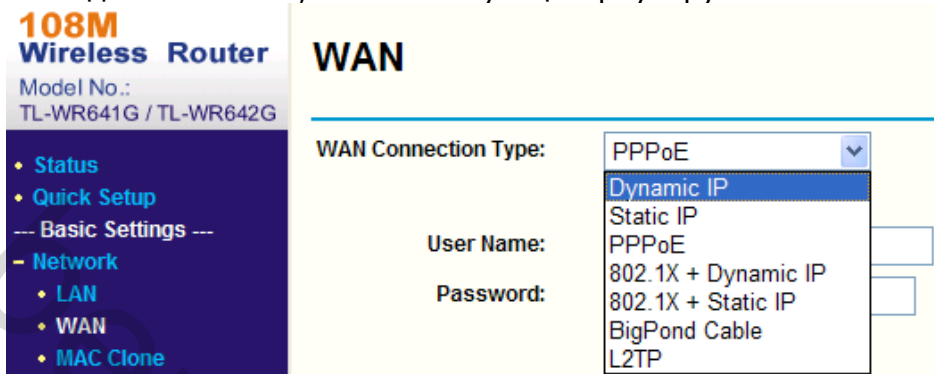 108M
Wireless Router
Model No.:
TL-WR641G / TL-WR642G
• Status
• Quick Setup
--- Basic Settings ---
– Network
• LAN
• WAN
• MAC Clone
WAN
WAN Connection Type:
PPPoE
Dynamic IP
Static IP
PPPoE
802.1X + Dynamic IP
802.1X + Static IP
BigPond Cable
L2TP
User Name:
Password: